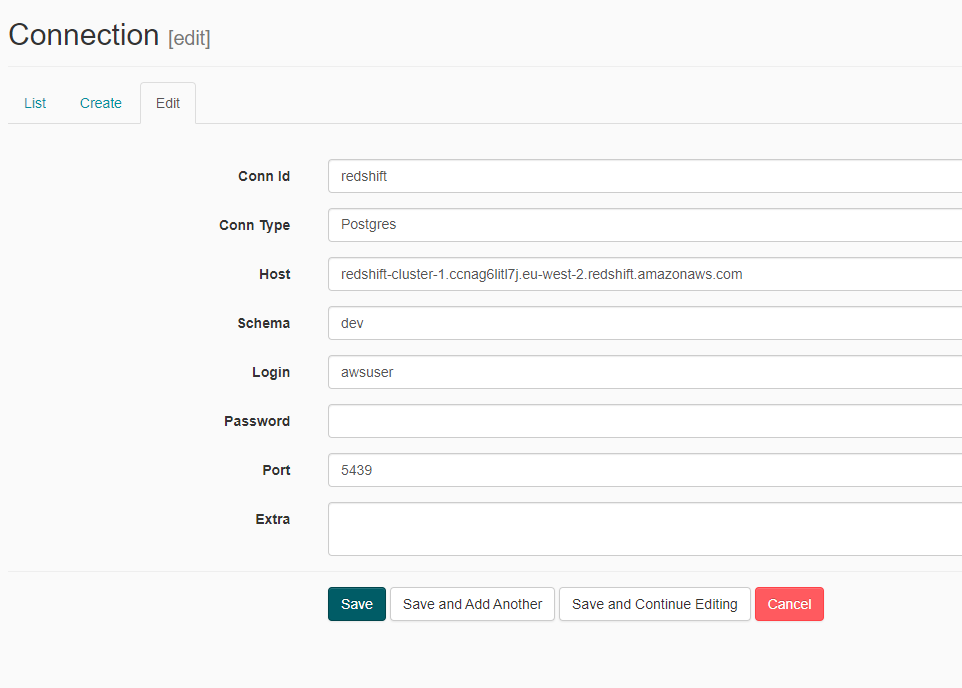 Connection [edit]
List Create Edit
Conn Id redshift
Conn Type Postgres
Host redshift-cluster-1.ccnag6litl7j.eu-west-2.redshift.amazonaws.com
Schema dev
Login awsuser
Password
Port 5439
Extra
Save Save and Add Another Save and Continue Editing Cancel